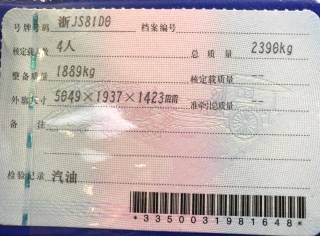 号牌号码 浙JS81D6 档案编号
核定载人数 4人 总质量 2396kg
整备质量 1889kg 核定载质量 --
外廓尺寸 5049×1937×1423mm 准牵引总质量 --
备注
检验记录 汽油
*3350031981648*